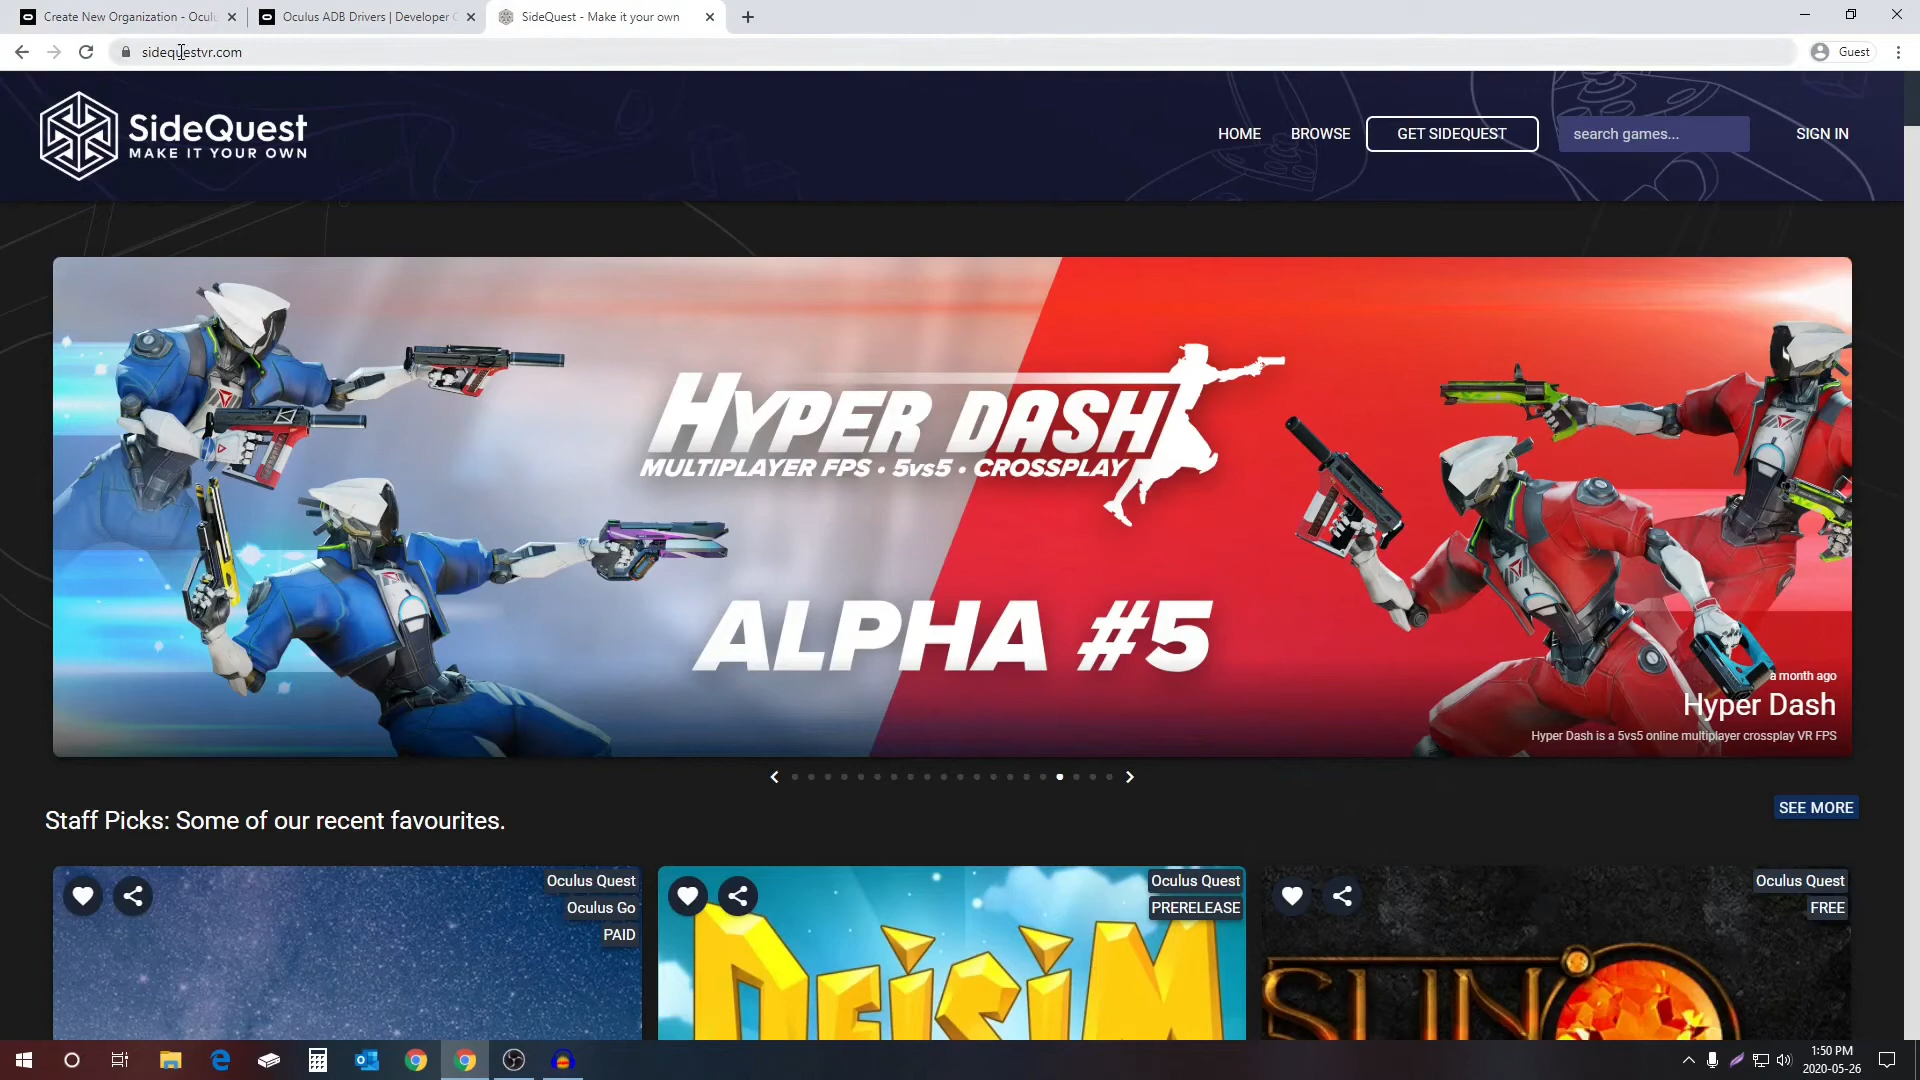 Create New Organization - Ocul
Oculus ADB Drivers | Developer C
SideQuest - Make it your own
sidequestvr.com
Guest
SideQuest
MAKE IT YOUR OWN
HOME
BROWSE
GET SIDEQUEST
search games...
SIGN IN
HYPER DASH
MULTIPLAYER FPS • 5vs5 • CROSSPLAY
ALPHA #5
a month ago
Hyper Dash
Hyper Dash is a 5vs5 online multiplayer crossplay VR FPS
Staff Picks: Some of our recent favourites.
SEE MORE
Oculus Quest
Oculus Go
PAID
Oculus Quest
PRERELEASE
DEISIM
Oculus Quest
FREE
SUN
1:50 PM
2020-05-26